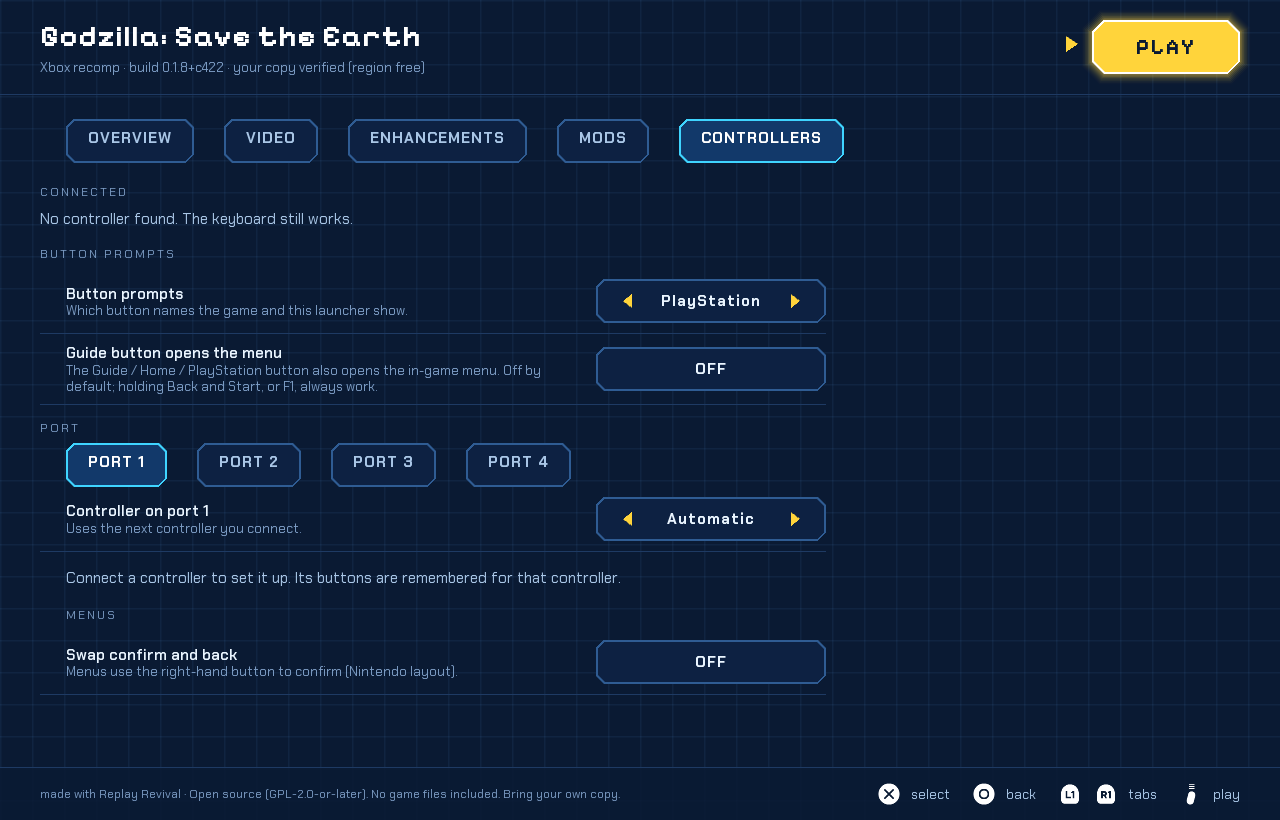 Godzilla: Save the Earth
Xbox recomp · build 0.1.8+c422 · your copy verified (region free)
PLAY
OVERVIEW VIDEO ENHANCEMENTS MODS CONTROLLERS
CONNECTED
No controller found. The keyboard still works.
BUTTON PROMPTS
Button prompts
Which button names the game and this launcher show.
PlayStation
Guide button opens the menu
The Guide / Home / PlayStation button also opens the in-game menu. Off by
default; holding Back and Start, or F1, always work.
OFF
PORT
PORT 1 PORT 2 PORT 3 PORT 4
Controller on port 1
Uses the next controller you connect.
Automatic
Connect a controller to set it up. Its buttons are remembered for that controller.
MENUS
Swap confirm and back
Menus use the right-hand button to confirm (Nintendo layout).
OFF
made with Replay Revival · Open source (GPL-2.0-or-later). No game files included. Bring your own copy.
select back L1 R1 tabs play